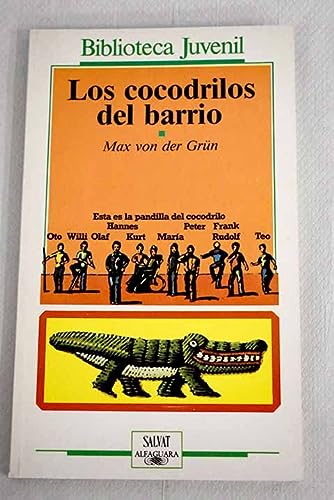 Biblioteca Juvenil
Los cocodrilos
del barrio
Max von der Grün
Esta es la pandilla del cocodrilo
Hannes Peter Frank
Oto Willi Olaf Kurt María Rudolf Teo
SALVAT
ALFAGUARA